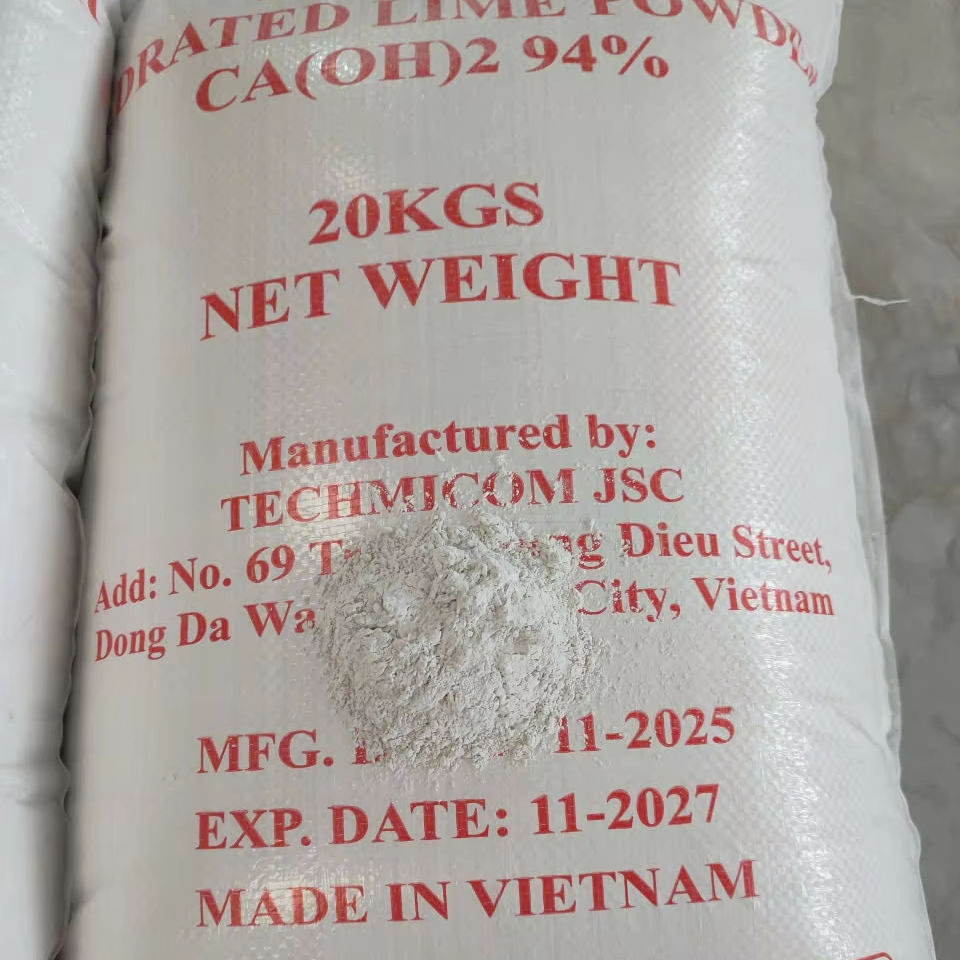 DRATED LIME POWDE
CA(OH)2 94%
20KGS
NET WEIGHT
Manufactured by:
TECHMICOM JSC
Add: No. 69 Dieu Street,
Dong Da City, Vietnam
MFG. 11-2025
EXP. DATE: 11-2027
MADE IN VIETNAM